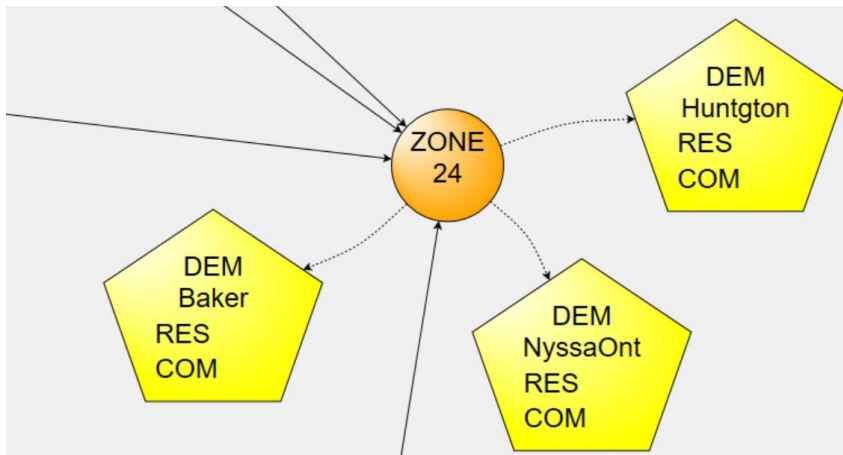 DEM
Huntgton
RES
COM
ZONE
24
DEM
Baker
RES
COM
DEM
NyssaOnt
RES
COM